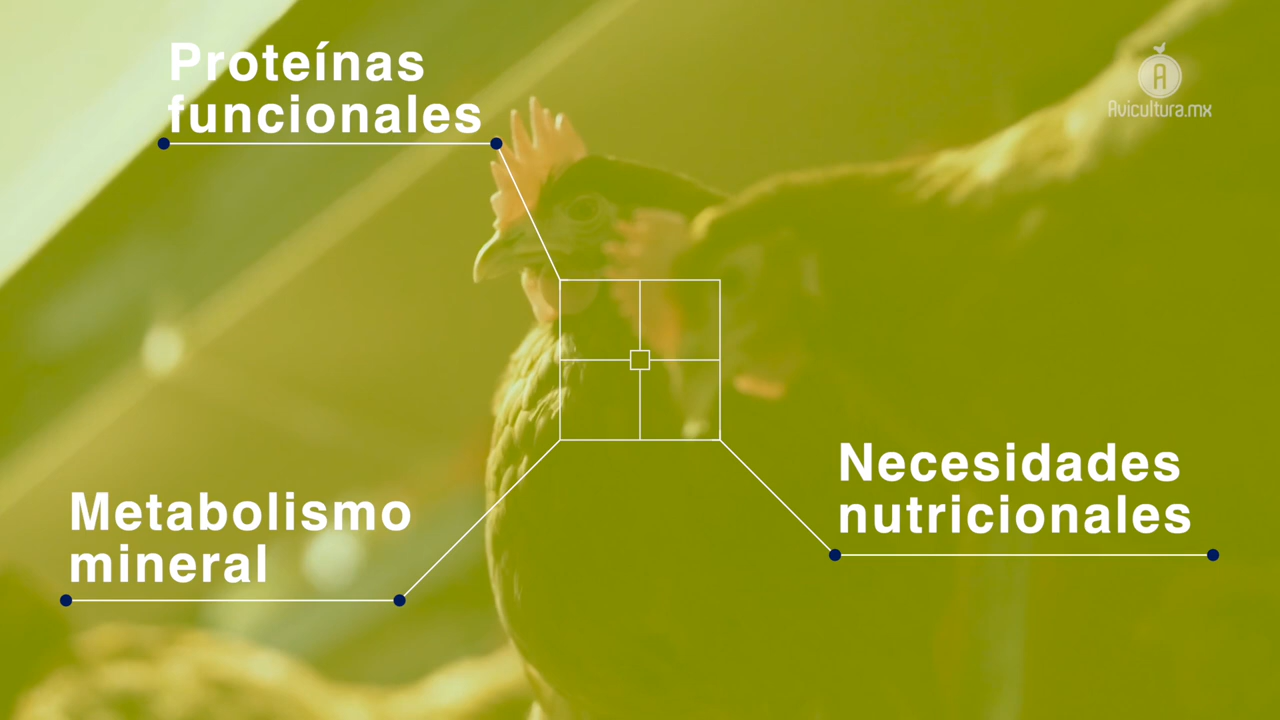 Proteínas
funcionales
A
Avicultura.mx
Metabolismo
mineral
Necesidades
nutricionales